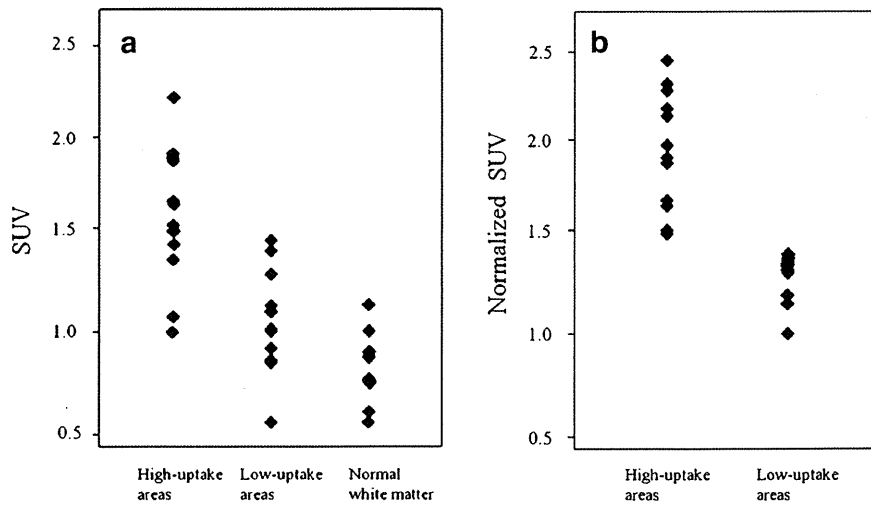 a
2.5
2.0
1.5
1.0
0.5
SUV
High-uptake
areas
Low-uptake
areas
Normal
white matter
b
2.5
2.0
1.5
1.0
0.5
Normalized SUV
High-uptake
areas
Low-uptake
areas